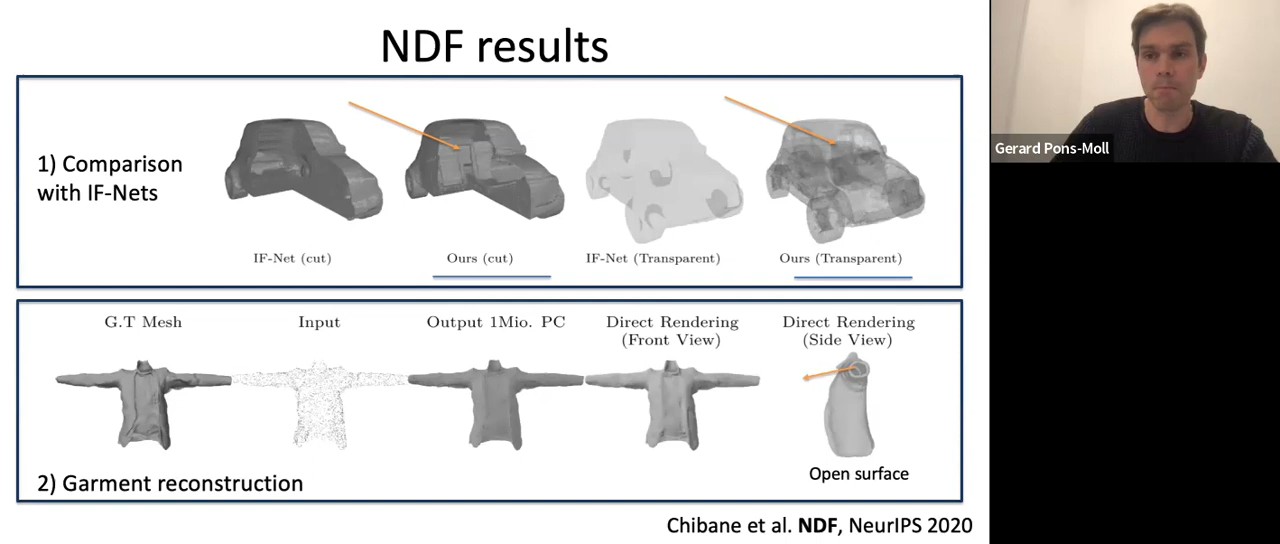 NDF results
1) Comparison
with IF-Nets
IF-Net (cut)
Ours (cut)
IF-Net (Transparent)
Ours (Transparent)
G.T Mesh
Input
Output 1Mio. PC
Direct Rendering
(Front View)
Direct Rendering
(Side View)
2) Garment reconstruction
Open surface
Chibane et al. NDF, NeurIPS 2020
Gerard Pons-Moll